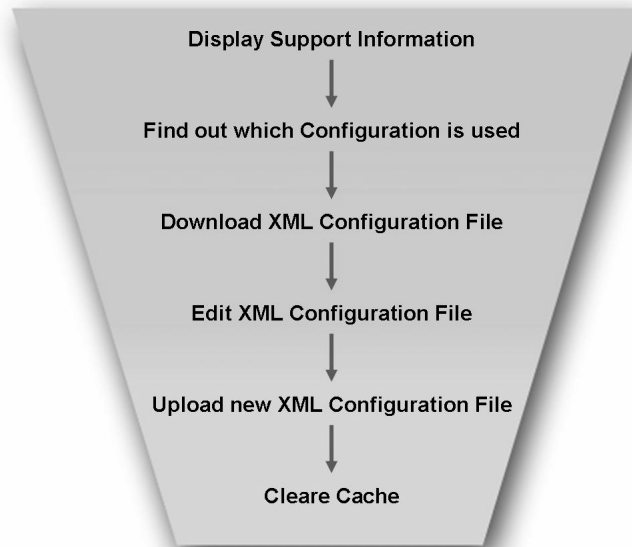 Display Support Information
Find out which Configuration is used
Download XML Configuration File
Edit XML Configuration File
Upload new XML Configuration File
Cleare Cache